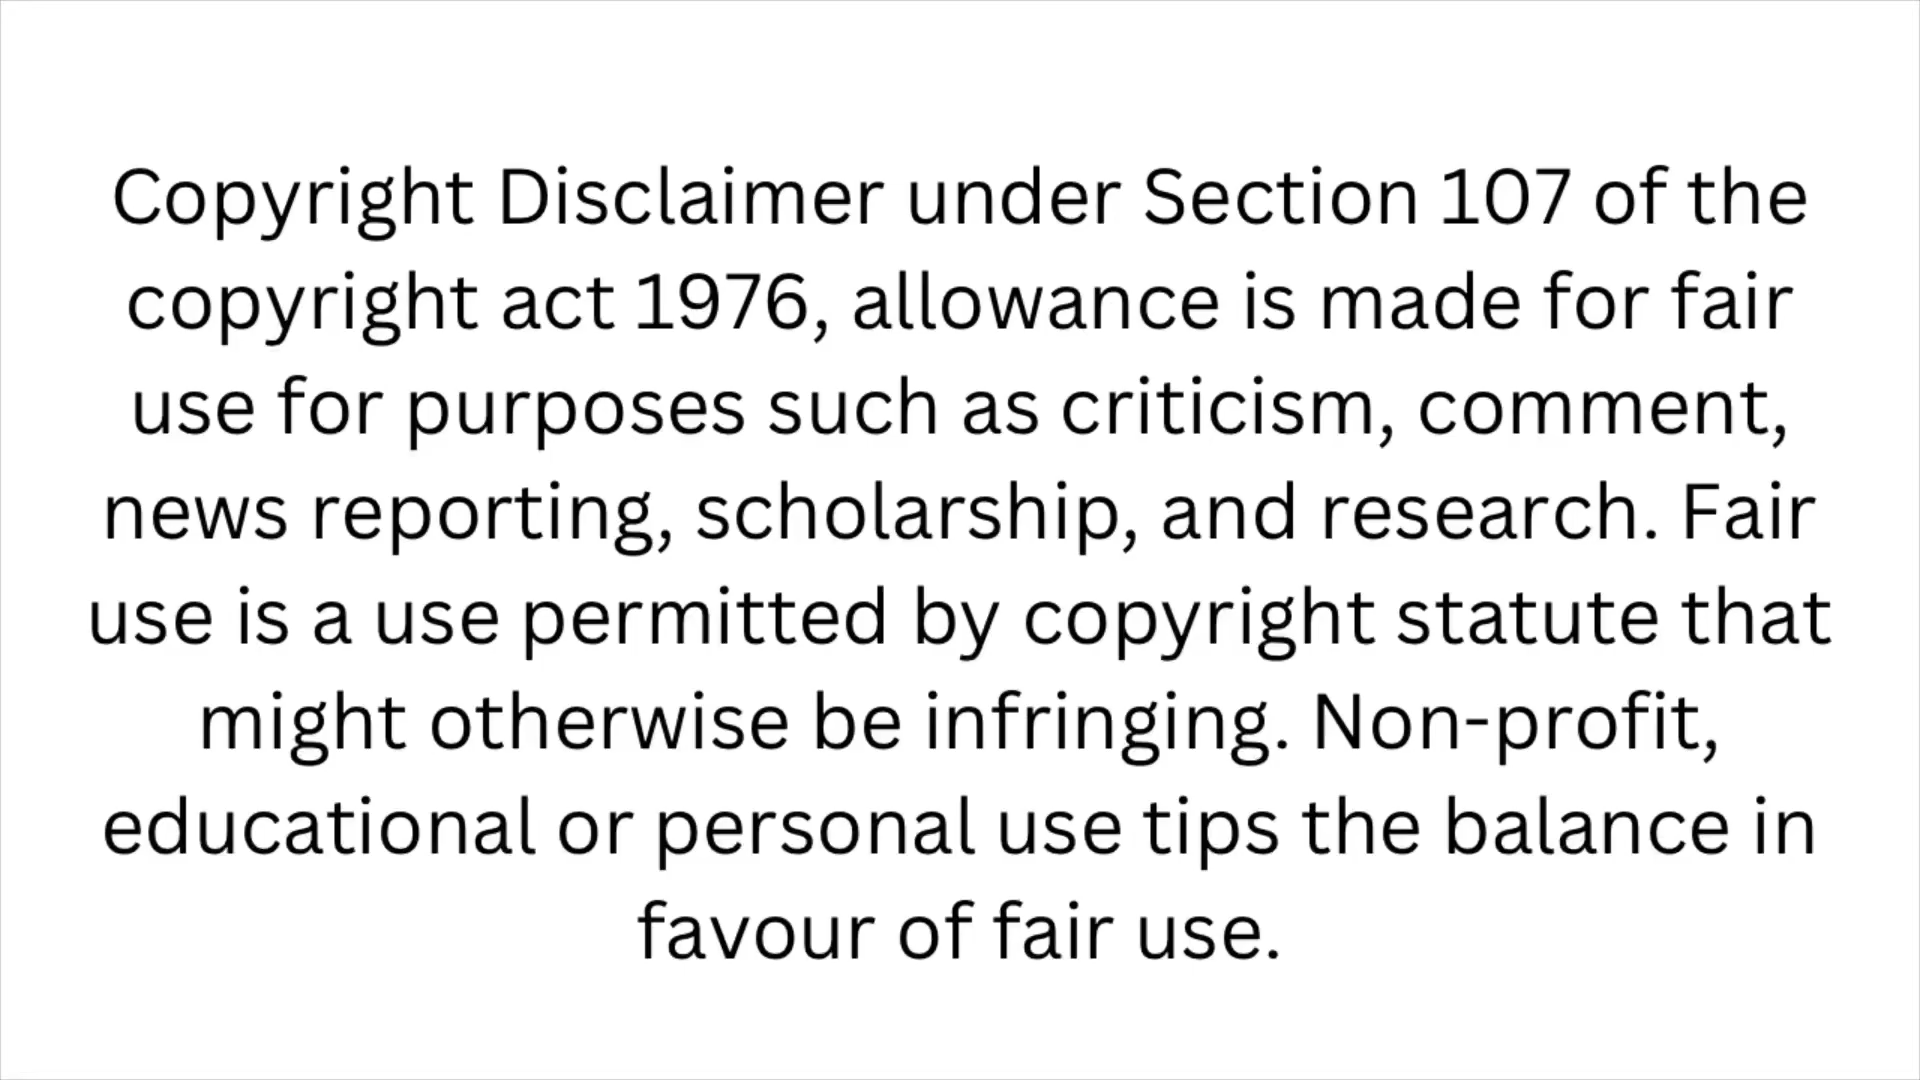 Copyright Disclaimer under Section 107 of the
copyright act 1976, allowance is made for fair
use for purposes such as criticism, comment,
news reporting, scholarship, and research. Fair
use is a use permitted by copyright statute that
might otherwise be infringing. Non-profit,
educational or personal use tips the balance in
favour of fair use.